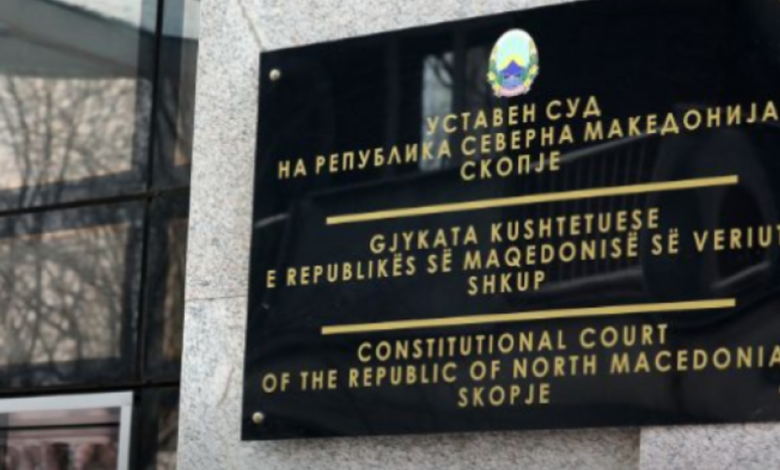 УСТАВЕН СУД
НА РЕПУБЛИКА СЕВЕРНА МАКЕДОНИЈА
СКОПЈЕ
GJYKATA KUSHTETUESE
E REPUBLIKËS SË MAQEDONISË SË VERIUT
SHKUP
CONSTITUTIONAL COURT
OF THE REPUBLIC OF NORTH MACEDONIA
SKOPJE